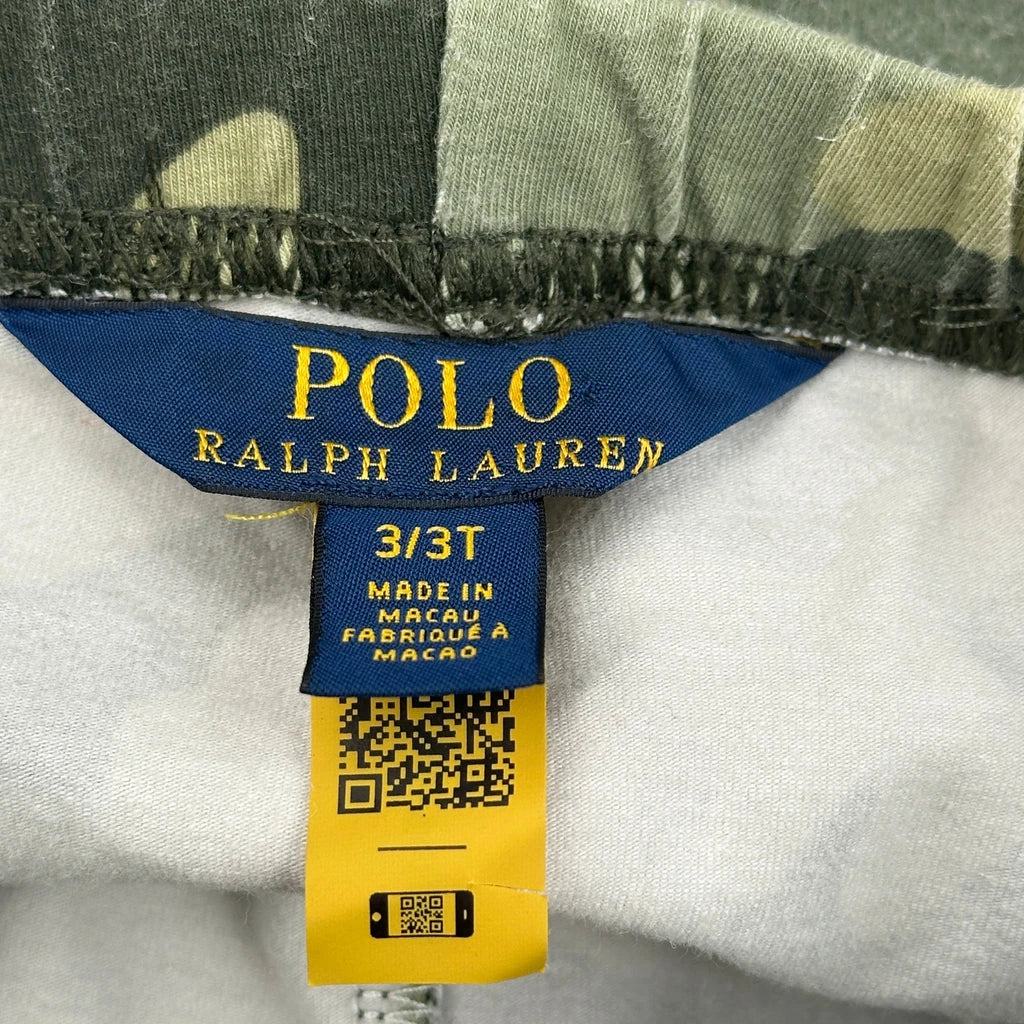 POLO
RALPH LAUREN
3/3T
MADE IN
MACAU
FABRIQUÉ À
MACAO